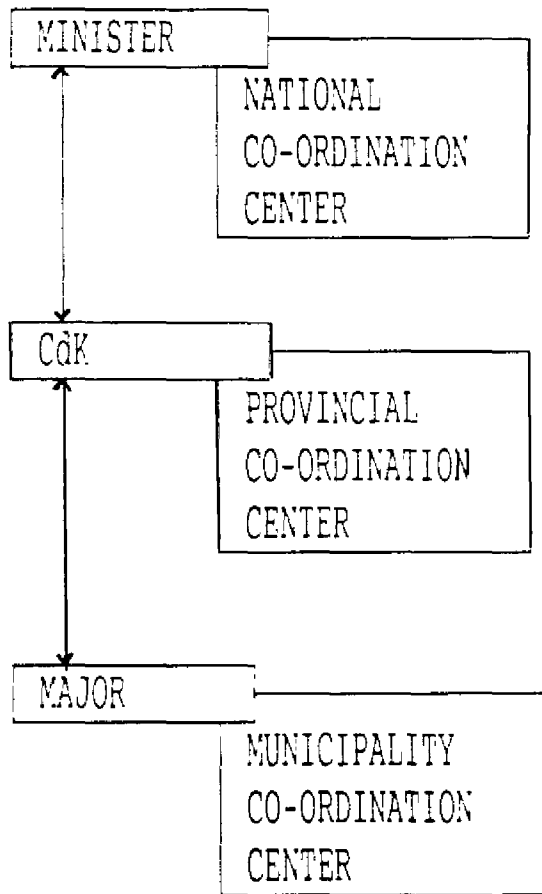 MINISTER
NATIONAL
CO-ORDINATION
CENTER
CdK
PROVINCIAL
CO-ORDINATION
CENTER
MAJOR
MUNICIPALITY
CO-ORDINATION
CENTER